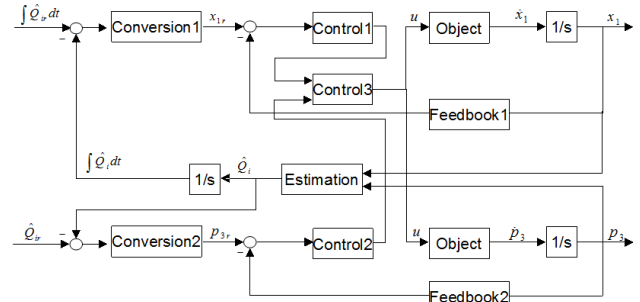 ∫Q̂ᵢᵣdt
−
Conversion1
x₁ᵣ
−
Control1
Control3
u
Object
ẋ₁
1/s
x₁
Feedbook1
∫Q̂ᵢdt
1/s
Q̂ᵢ
Estimation
Q̂ᵢᵣ
−
Conversion2
p₃ᵣ
−
Control2
u
Object
ṗ₃
1/s
p₃
Feedbook2